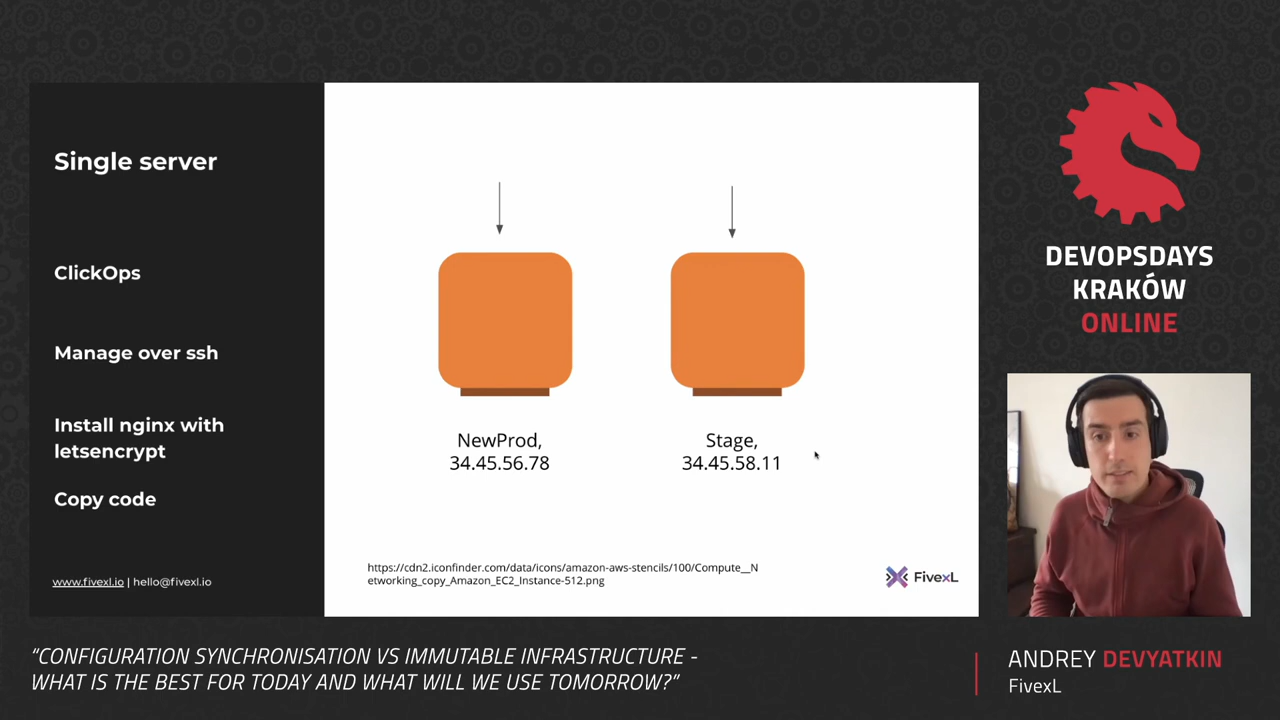 Single server
ClickOps
Manage over ssh
Install nginx with
letsencrypt
Copy code
www.fivexl.io | hello@fivexl.io
NewProd,
34.45.56.78
Stage,
34.45.58.11
https://cdn2.iconfinder.com/data/icons/amazon-aws-stencils/100/Compute__N
etworking_copy_Amazon_EC2_Instance-512.png
FivexL
DEVOPSDAYS
KRAKÓW
ONLINE
"CONFIGURATION SYNCHRONISATION VS IMMUTABLE INFRASTRUCTURE -
WHAT IS THE BEST FOR TODAY AND WHAT WILL WE USE TOMORROW?"
ANDREY DEVYATKIN
FivexL